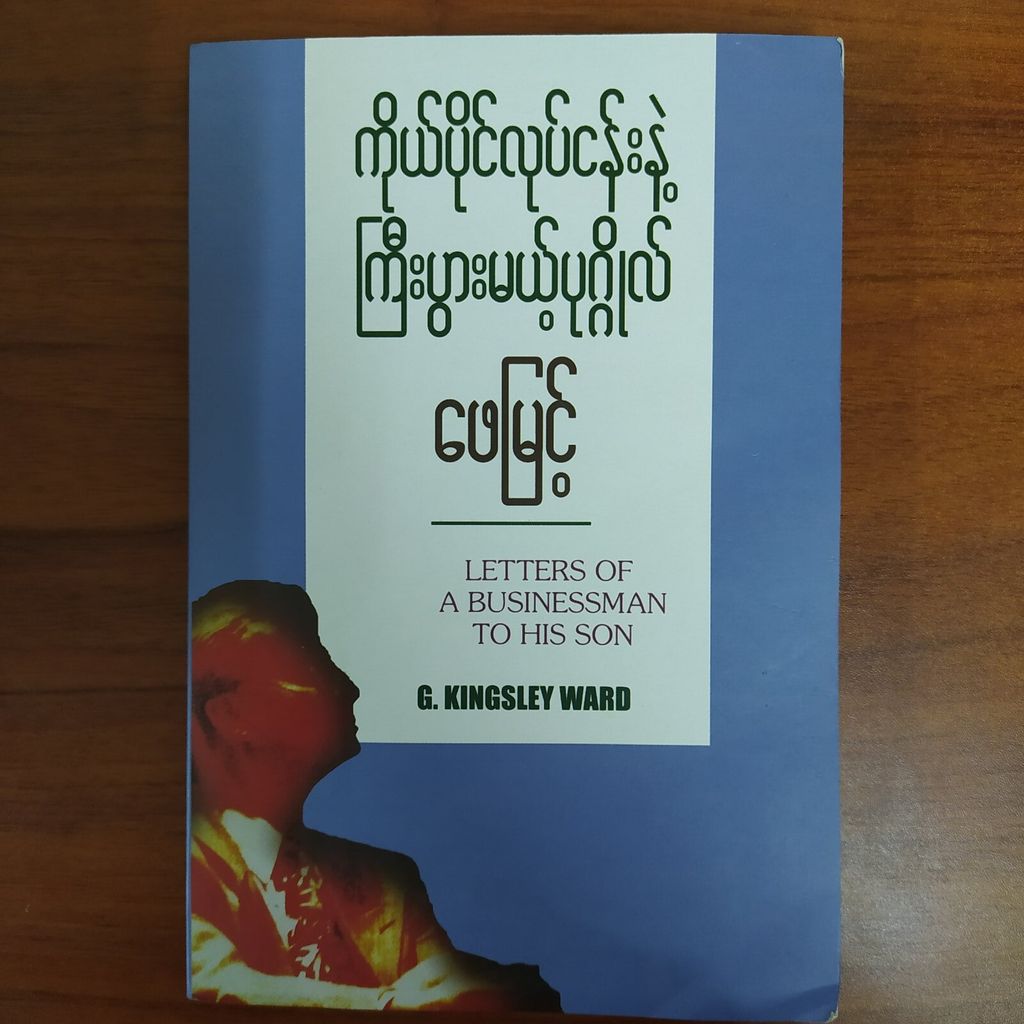 ကိုယ်ပိုင်လုပ်ငန်းနဲ့
ကြီးပွားမယ့်ပုဂ္ဂိုလ်
ဖေမြင့်
LETTERS OF
A BUSINESSMAN
TO HIS SON
G. KINGSLEY WARD